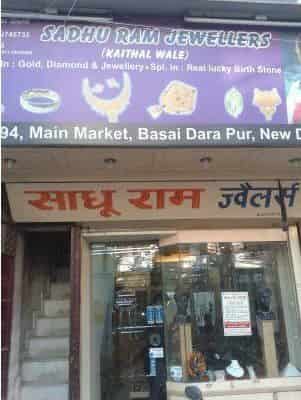 SADHU RAM JEWELLERS
(KAITHAL WALE)
In : Gold, Diamond & Jewellery • Spl. in : Real lucky Birth Stone
94, Main Market, Basai Dara Pur, New D
साधू राम ज्वैलर्स